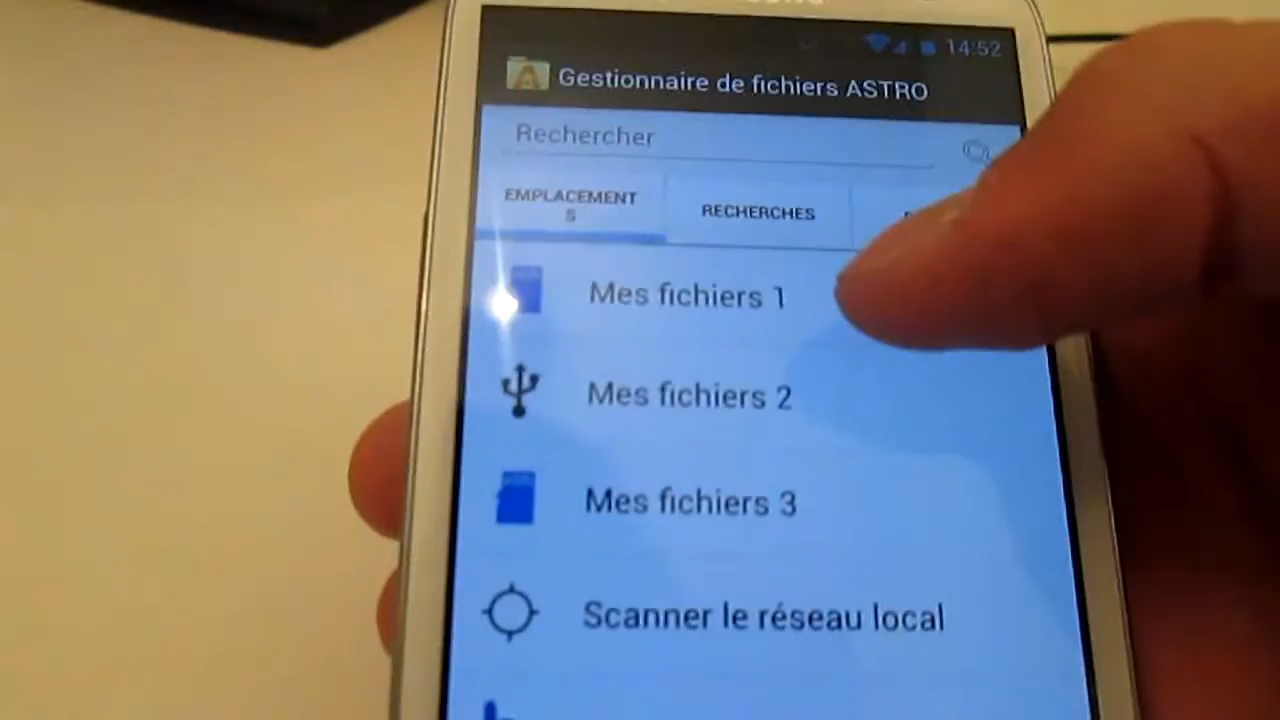 14:52
Gestionnaire de fichiers ASTRO
Rechercher
EMPLACEMENT
S
RECHERCHES
Mes fichiers 1
Mes fichiers 2
Mes fichiers 3
Scanner le réseau local